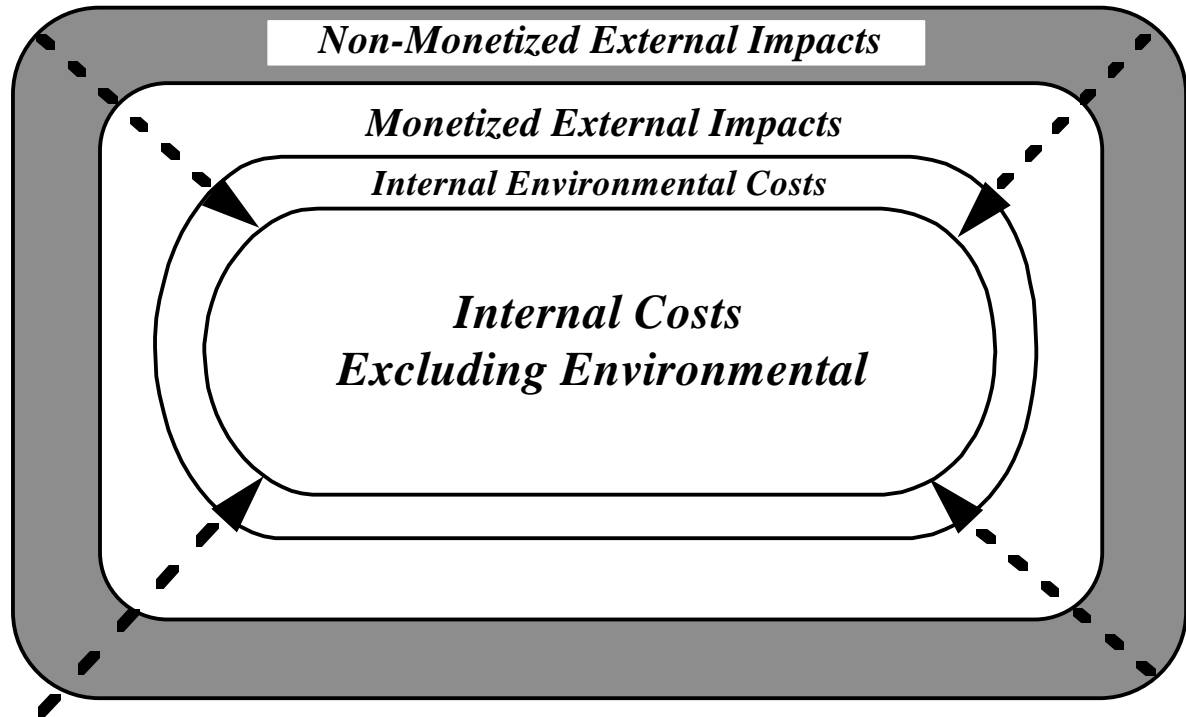 Non-Monetized External Impacts
Monetized External Impacts
Internal Environmental Costs
Internal Costs
Excluding Environmental